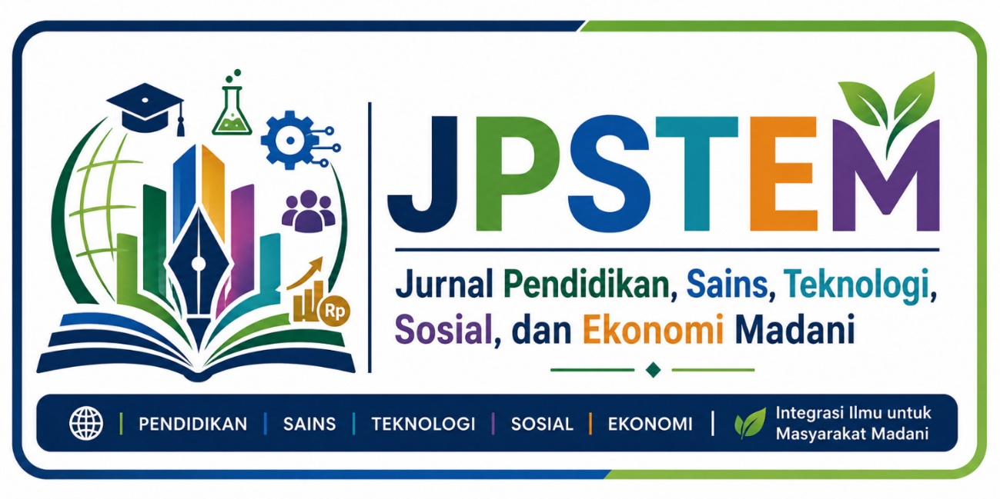 JPSTEM
Jurnal Pendidikan, Sains, Teknologi,
Sosial, dan Ekonomi Madani
Rp
PENDIDIKAN | SAINS | TEKNOLOGI | SOSIAL | EKONOMI |
Integrasi Ilmu untuk
Masyarakat Madani